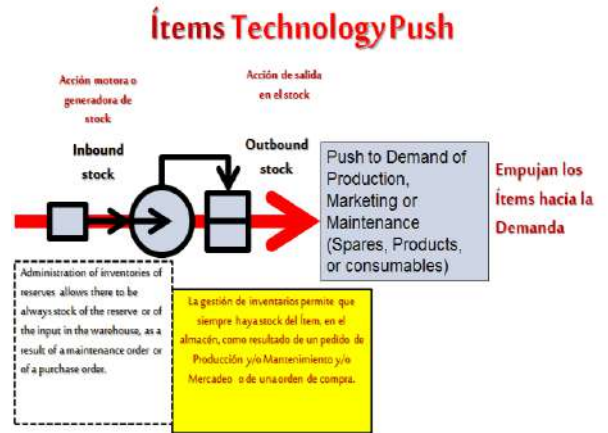 Ítems Technology Push
Acción motora o
generadora de
stock
Acción de salida
en el stock
Inbound
stock
Outbound
stock
Push to Demand of
Production,
Marketing or
Maintenance
(Spares, Products,
or consumables)
Empujan los
Ítems hacia la
Demanda
Administration of inventories of
reserves allows there to be
always stock of the reserve or of
the input in the warehouse, as a
result of a maintenance order or
of a purchase order.
La gestión de inventarios permite que
siempre haya stock del Ítem, en el
almacén, como resultado de un pedido de
Producción y/o Mantenimiento y/o
Mercadeo o de una orden de compra.